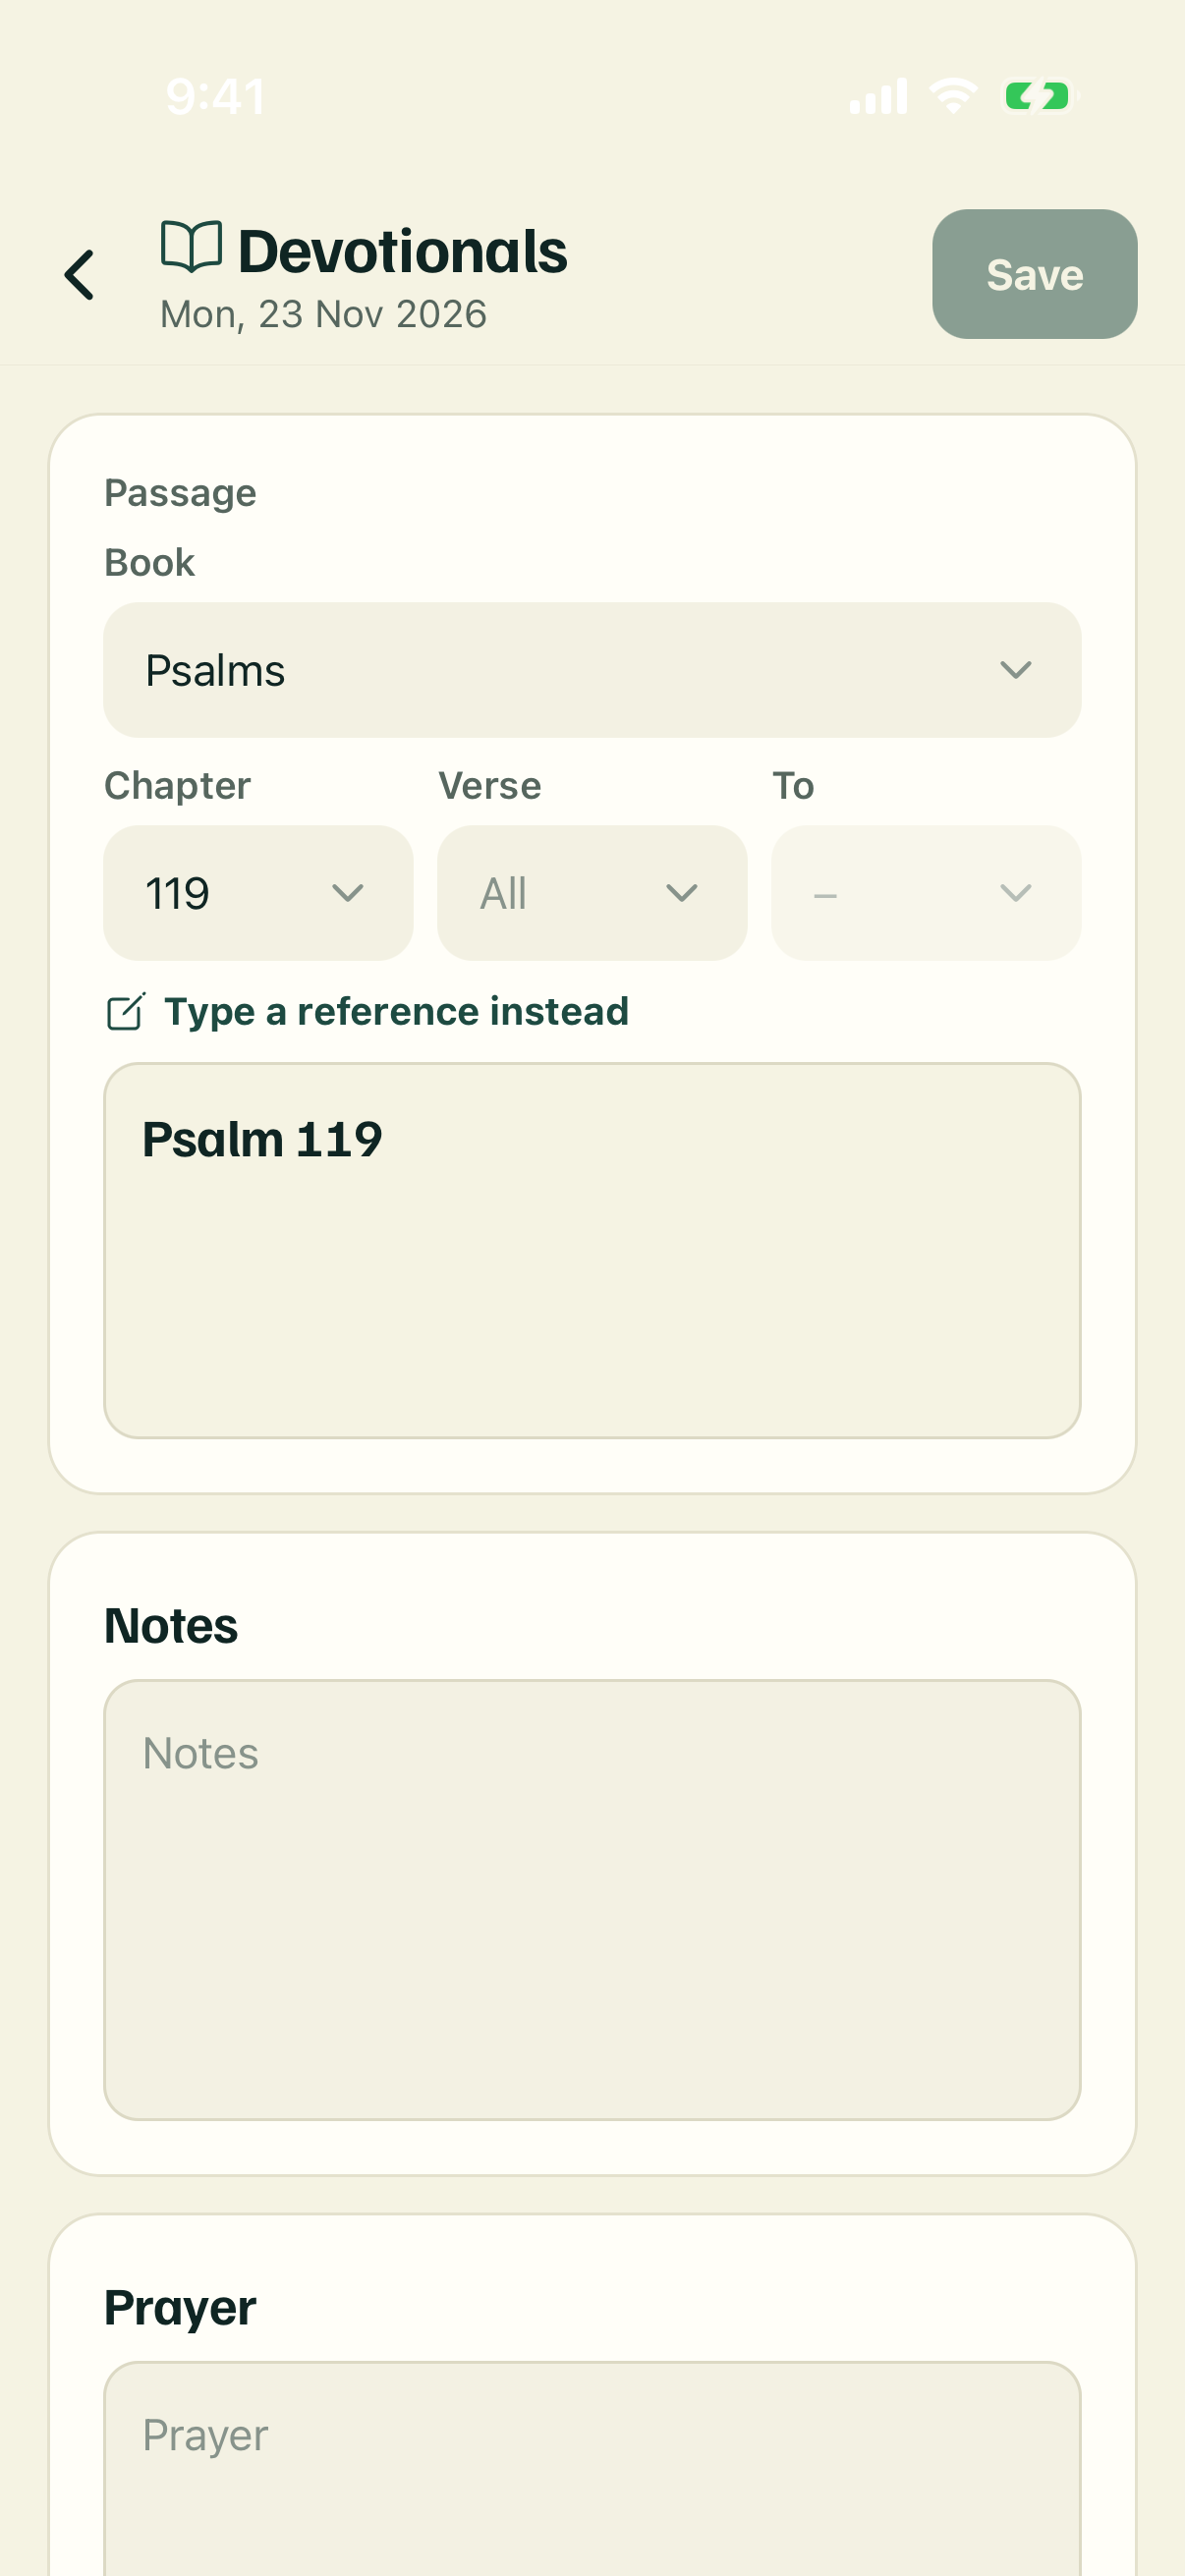 9:41
Devotionals
Mon, 23 Nov 2026
Save
Passage
Book
Psalms
Chapter Verse To
119 All –
Type a reference instead
Psalm 119
Notes
Notes
Prayer
Prayer